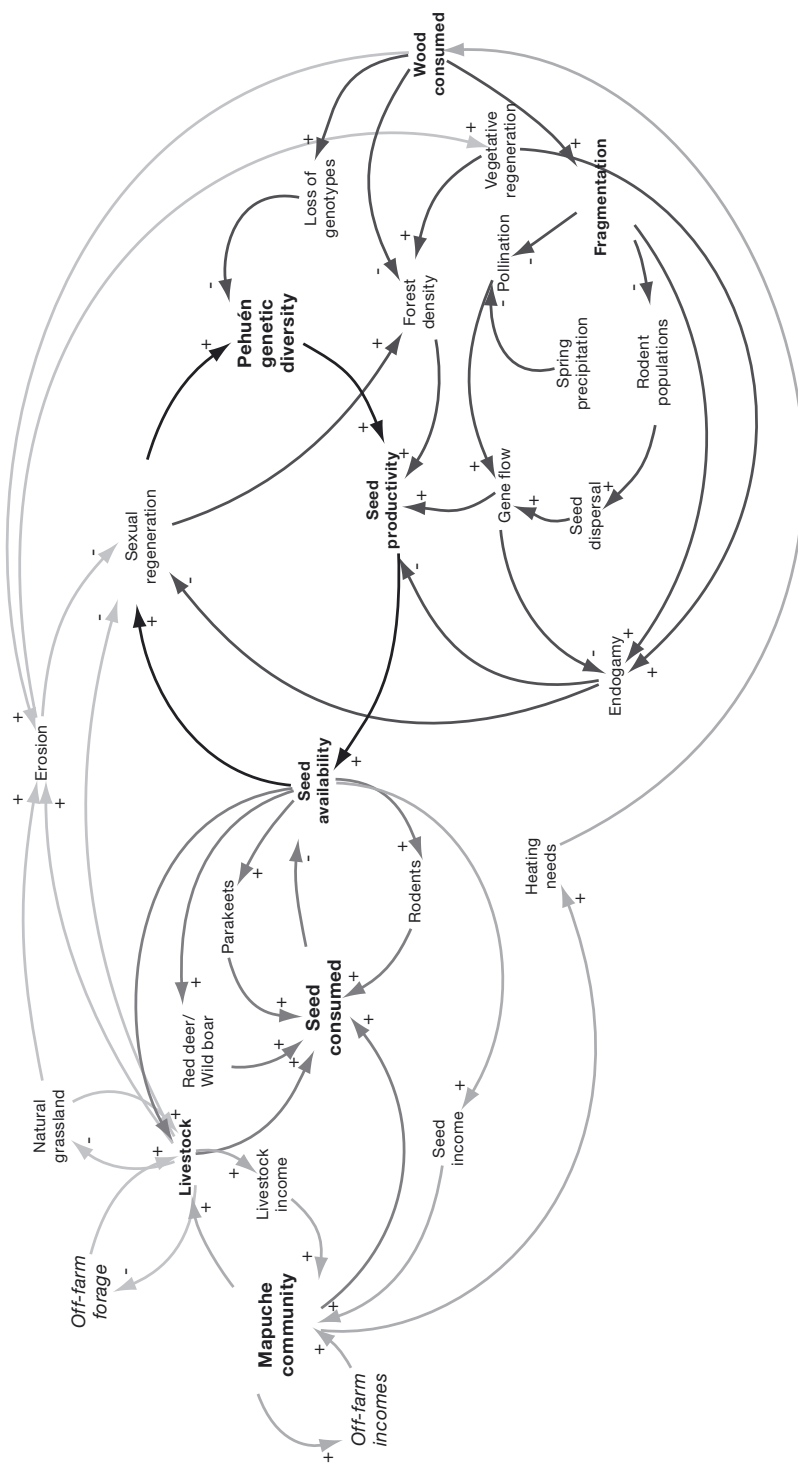 Erosion
Natural
grassland
Off-farm
forage
Sexual
regeneration
Livestock
Red deer/
Wild boar
Parakeets
Pehuén
genetic
diversity
Loss of
genotypes
Livestock
income
Mapuche
community
Seed
consumed
Seed
availability
Off-farm
incomes
Seed
productivity
Forest
density
Wood
consumed
Rodents
Seed
income
Gene flow
Pollination
Vegetative
regeneration
Heating
needs
Spring
precipitation
Seed
dispersal
Fragmentation
Endogamy
Rodent
populations